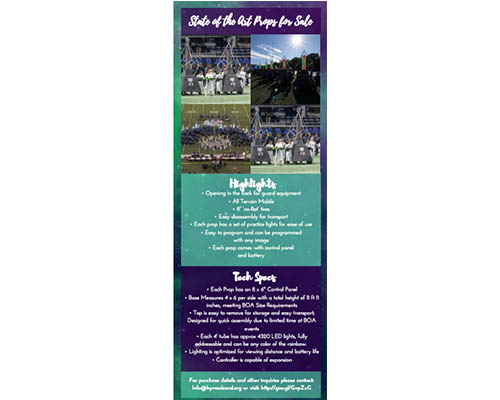 State of the Art Props for Sale
Highlights
• Opening in the back for guard equipment
• All Terrain Mobile
• 8" "no-flat" tires
• Easy disassembly for transport
• Each prop has a set of practice lights for ease of use
• Easy to program and can be programmed
with any image
• Each prop comes with control panel
and battery
Tech Specs
• Each Prop has an 8 x 6" Control Panel
• Base Measures 4 x 6 per side with a total height of 11 ft 11
inches, meeting BOA Size Requirements
• Top is easy to remove for storage and easy transport;
Designed for quick assembly due to limited time at BOA
events
• Each 4' tube has approx 4320 LED lights, fully
addressable and can be any color of the rainbow.
• Lighting is optimized for viewing distance and battery life
• Controller is capable of expansion
For purchase details and other inquiries please contact
or visit